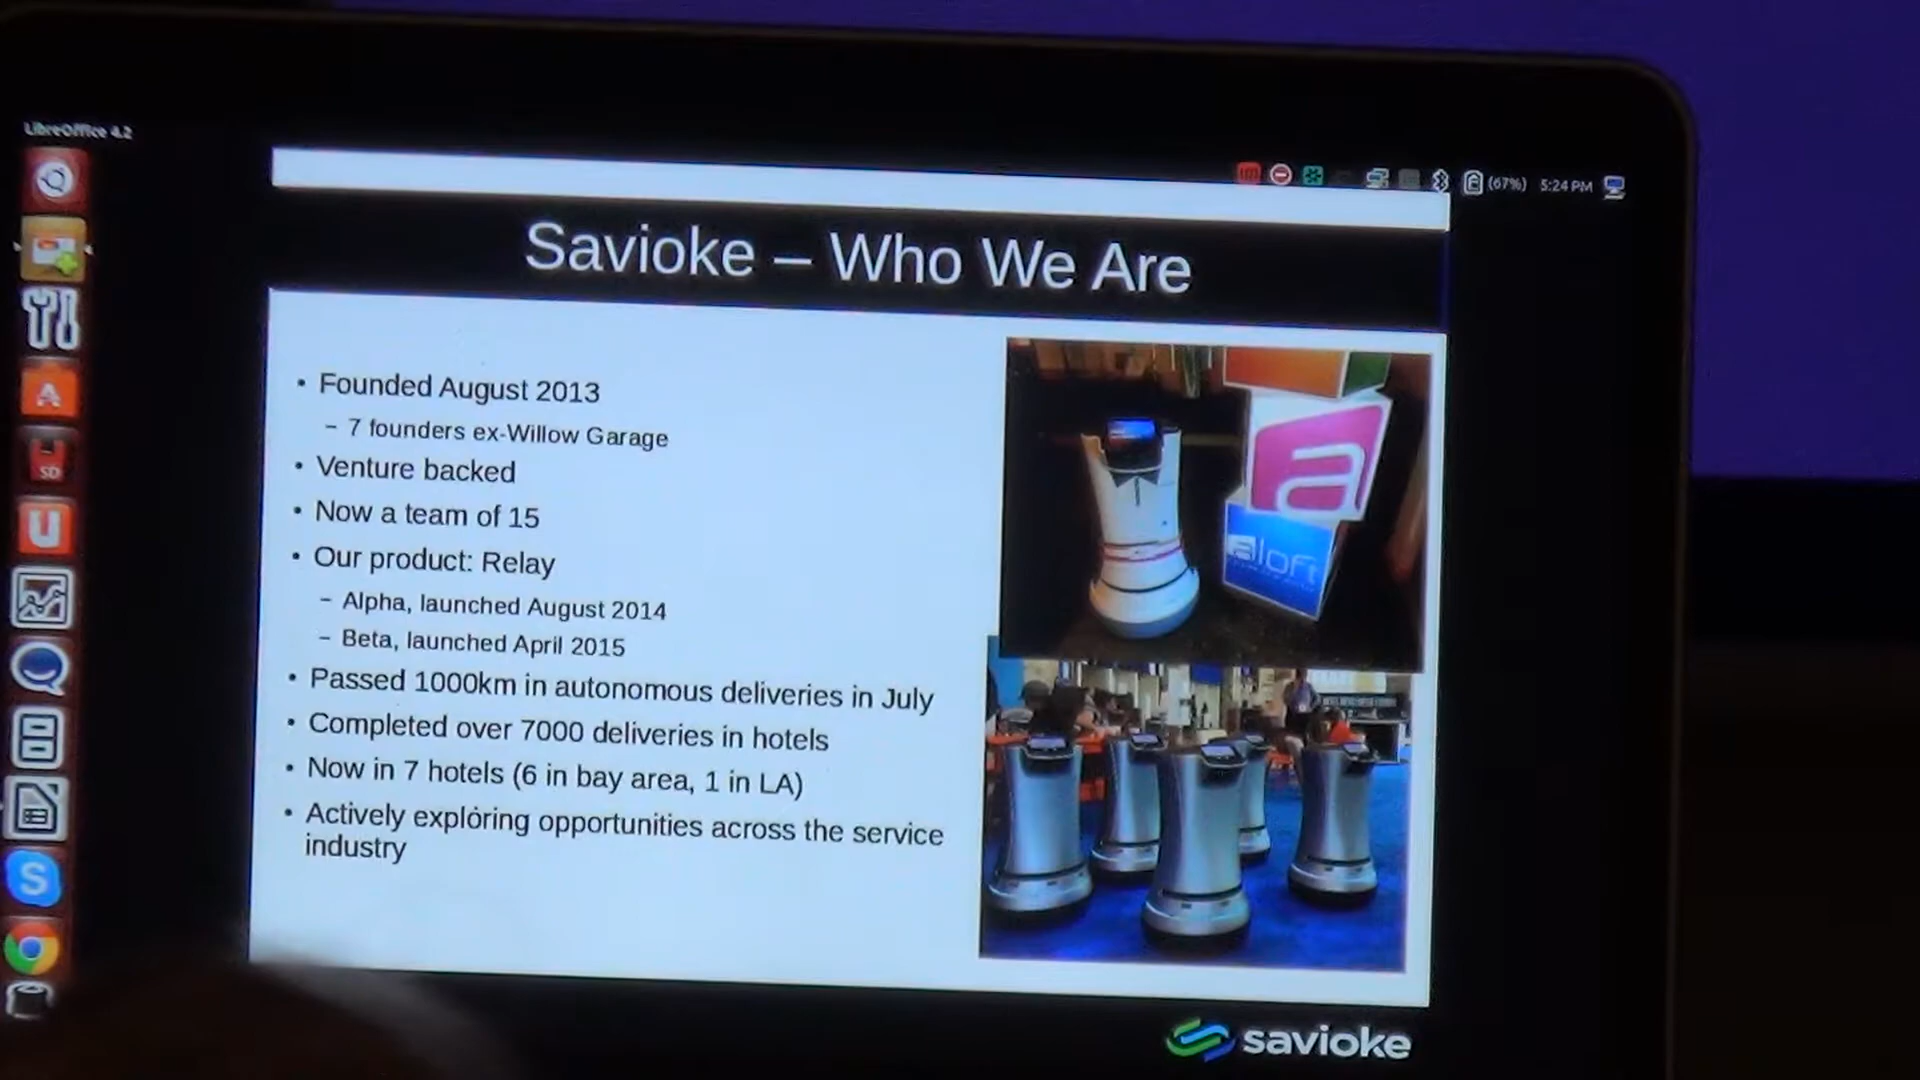 LibreOffice 4.2
(67%) 5:24 PM
Savioke – Who We Are
• Founded August 2013
– 7 founders ex-Willow Garage
• Venture backed
• Now a team of 15
• Our product: Relay
– Alpha, launched August 2014
– Beta, launched April 2015
• Passed 1000km in autonomous deliveries in July
• Completed over 7000 deliveries in hotels
• Now in 7 hotels (6 in bay area, 1 in LA)
• Actively exploring opportunities across the service
industry
a
aloft
A
SD
U
S
savioke